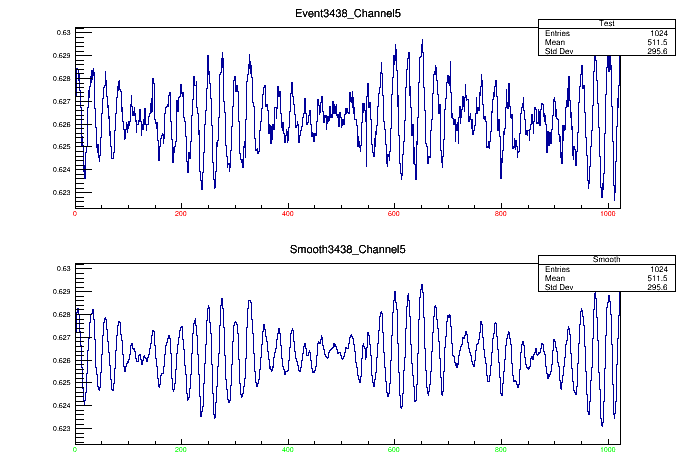 Event3438_Channel5
Test
Entries 1024
Mean 511.5
Std Dev 295.6
0.63
0.629
0.628
0.627
0.626
0.625
0.624
0.623
0 200 400 600 800 1000
Smooth3438_Channel5
Smooth
Entries 1024
Mean 511.5
Std Dev 295.6
0.63
0.629
0.628
0.627
0.626
0.625
0.624
0.623
0 200 400 600 800 1000